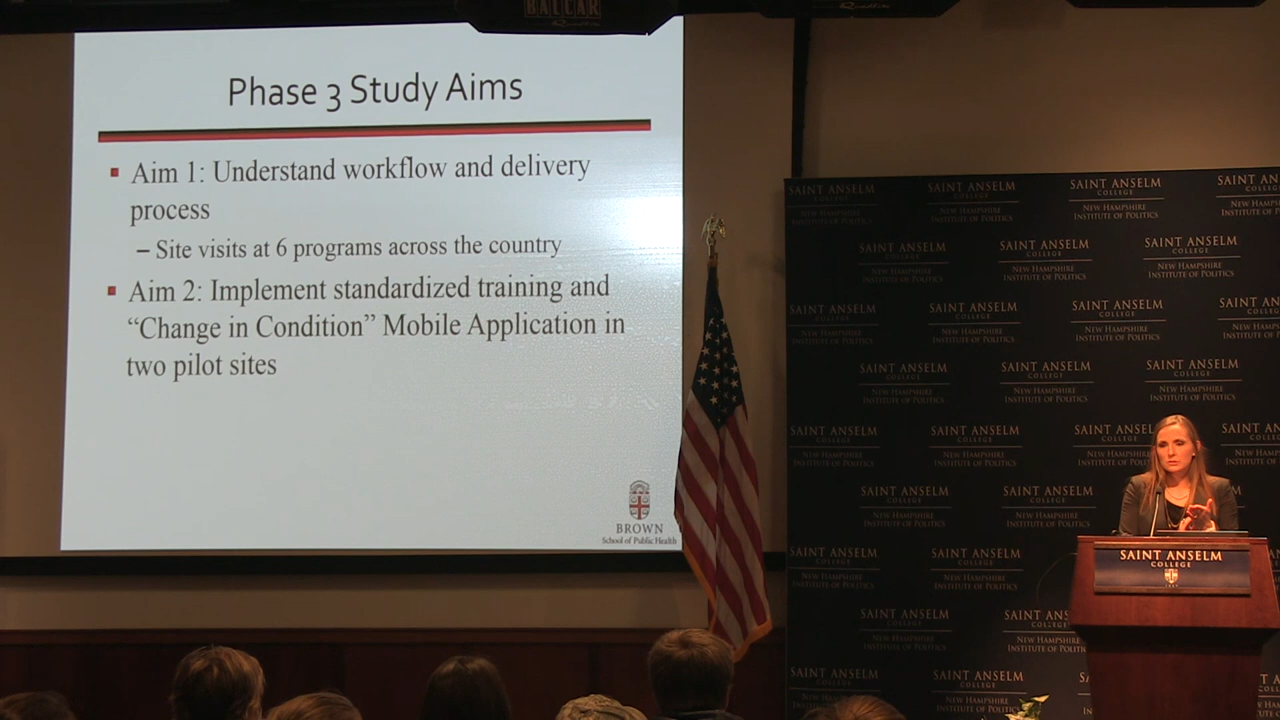 BALCAR
Phase 3 Study Aims
Aim 1: Understand workflow and delivery
process
– Site visits at 6 programs across the country
Aim 2: Implement standardized training and
“Change in Condition” Mobile Application in
two pilot sites
BROWN
School of Public Health
SAINT ANSELM
COLLEGE
NEW HAMPSHIRE
INSTITUTE OF POLITICS
SAINT ANSELM
COLLEGE